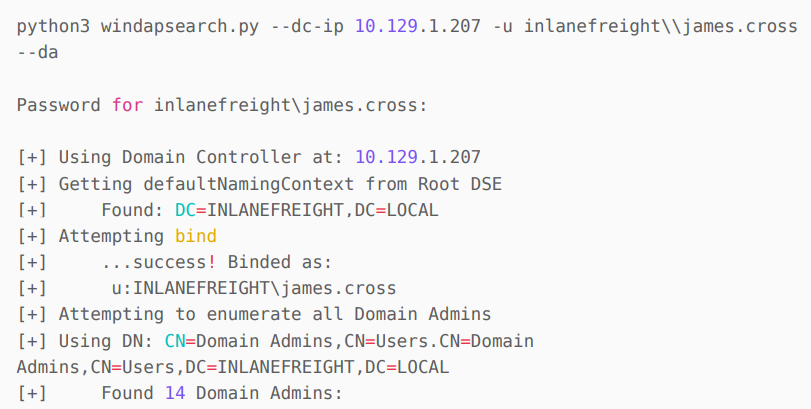 python3 windapsearch.py --dc-ip 10.129.1.207 -u inlanefreight\\james.cross
--da
Password for inlanefreight\james.cross:
[+] Using Domain Controller at: 10.129.1.207
[+] Getting defaultNamingContext from Root DSE
[+]     Found: DC=INLANEFREIGHT,DC=LOCAL
[+] Attempting bind
[+]     ...success! Binded as:
[+]      u:INLANEFREIGHT\james.cross
[+] Attempting to enumerate all Domain Admins
[+] Using DN: CN=Domain Admins,CN=Users.CN=Domain
Admins,CN=Users,DC=INLANEFREIGHT,DC=LOCAL
[+]     Found 14 Domain Admins: